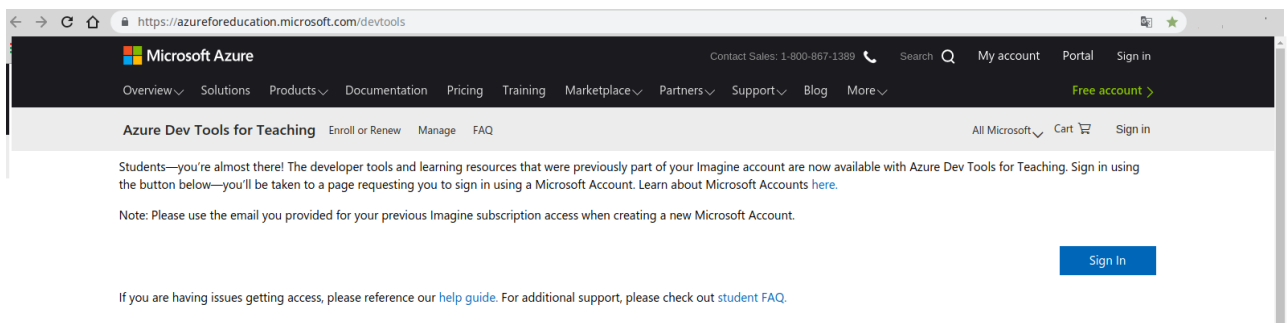 https://azureforeducation.microsoft.com/devtools
Microsoft Azure
Contact Sales: 1-800-867-1389
Search
My account
Portal
Sign in
Overview
Solutions
Products
Documentation
Pricing
Training
Marketplace
Partners
Support
Blog
More
Free account
Azure Dev Tools for Teaching
Enroll or Renew
Manage
FAQ
All Microsoft
Cart
Sign in
Students—you're almost there! The developer tools and learning resources that were previously part of your Imagine account are now available with Azure Dev Tools for Teaching. Sign in using
the button below—you'll be taken to a page requesting you to sign in using a Microsoft Account. Learn about Microsoft Accounts here.
Note: Please use the email you provided for your previous Imagine subscription access when creating a new Microsoft Account.
Sign In
If you are having issues getting access, please reference our help guide. For additional support, please check out student FAQ.